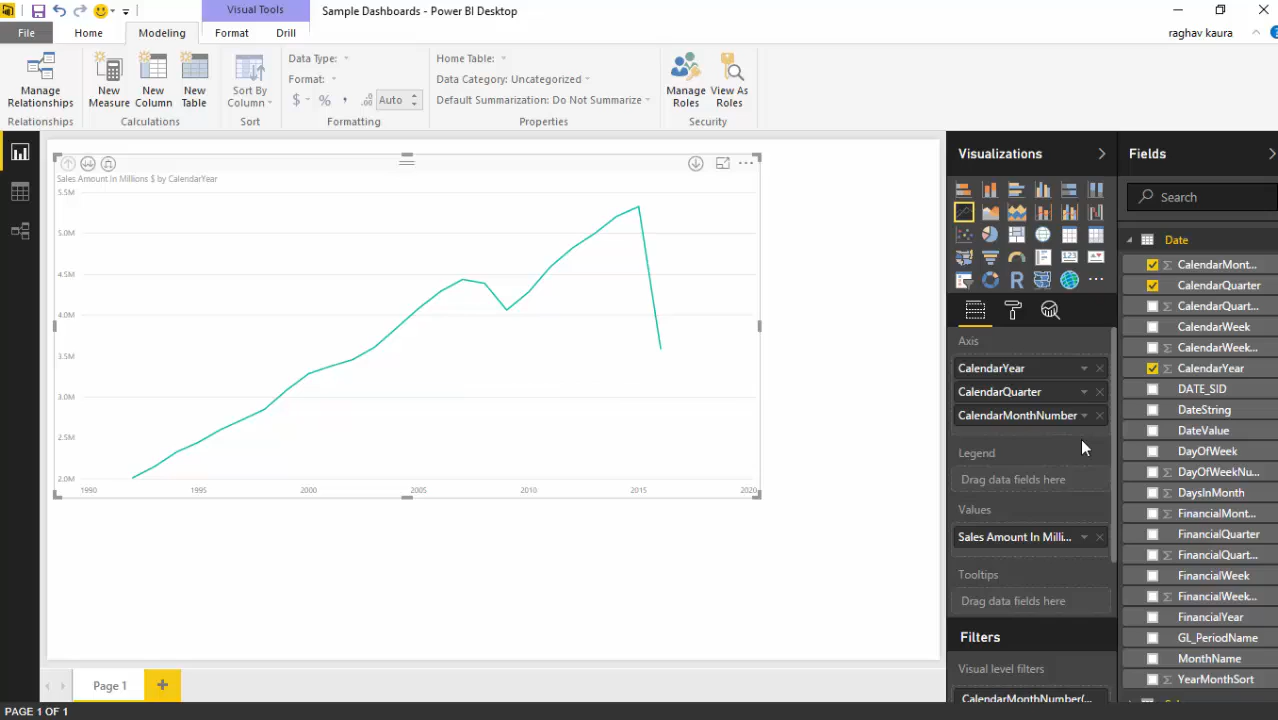 Visual Tools
Sample Dashboards - Power BI Desktop
File
Home
Modeling
Format
Drill
raghav kaura
Manage
Relationships
New
Measure
New
Column
New
Table
Sort By
Column
Data Type:
Format:
$ % , .00 Auto
Home Table:
Data Category: Uncategorized
Default Summarization: Do Not Summarize
Manage
Roles
View As
Roles
Relationships
Calculations
Sort
Formatting
Properties
Security
Sales Amount In Millions $ by CalendarYear
5.5M
5.0M
4.5M
4.0M
3.5M
3.0M
2.5M
2.0M
1990 1995 2000 2005 2010 2015 2020
Visualizations
R
Axis
CalendarYear
CalendarQuarter
CalendarMonthNumber
Legend
Drag data fields here
Values
Sales Amount In Milli...
Tooltips
Drag data fields here
Filters
Visual level filters
CalendarMonthNumber(...
Fields
Search
Date
CalendarMont...
CalendarQuarter
CalendarQuart...
CalendarWeek
CalendarWeek...
CalendarYear
DATE_SID
DateString
DateValue
DayOfWeek
DayOfWeekNu...
DaysInMonth
FinancialMont...
FinancialQuarter
FinancialQuart...
FinancialWeek
FinancialWeek...
FinancialYear
GL_PeriodName
MonthName
YearMonthSort
Page 1
PAGE 1 OF 1